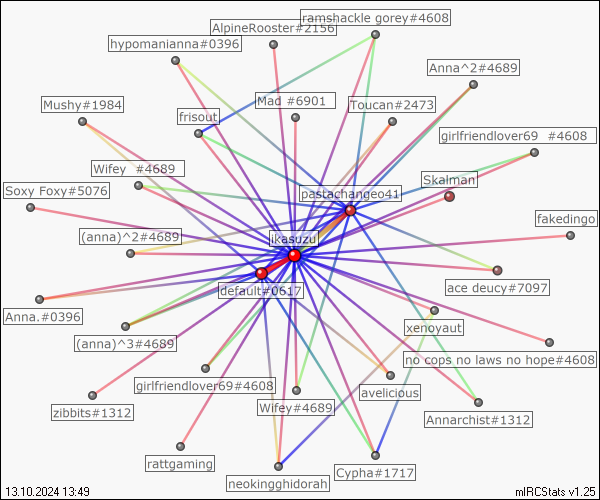 ramshackle gorey#4608
AlpineRooster#2156
hypomanianna#0396
Anna^2#4689
Mushy#1984
Mad #6901
Toucan#2473
frisout
girlfriendlover69 #4608
Wifey #4689
Skalman
Soxy Foxy#5076
pastachangeo41
fakedingo
(anna)^2#4689
ikasuzu
ace deucy#7097
default#0617
Anna.#0396
xenoyaut
(anna)^3#4689
no cops no laws no hope#4608
girlfriendlover69#4608
avelicious
zibbits#1312
Wifey#4689
Annarchist#1312
rattgaming
Cypha#1717
neokingghidorah
13.10.2024 13:49
mIRCStats v1.25